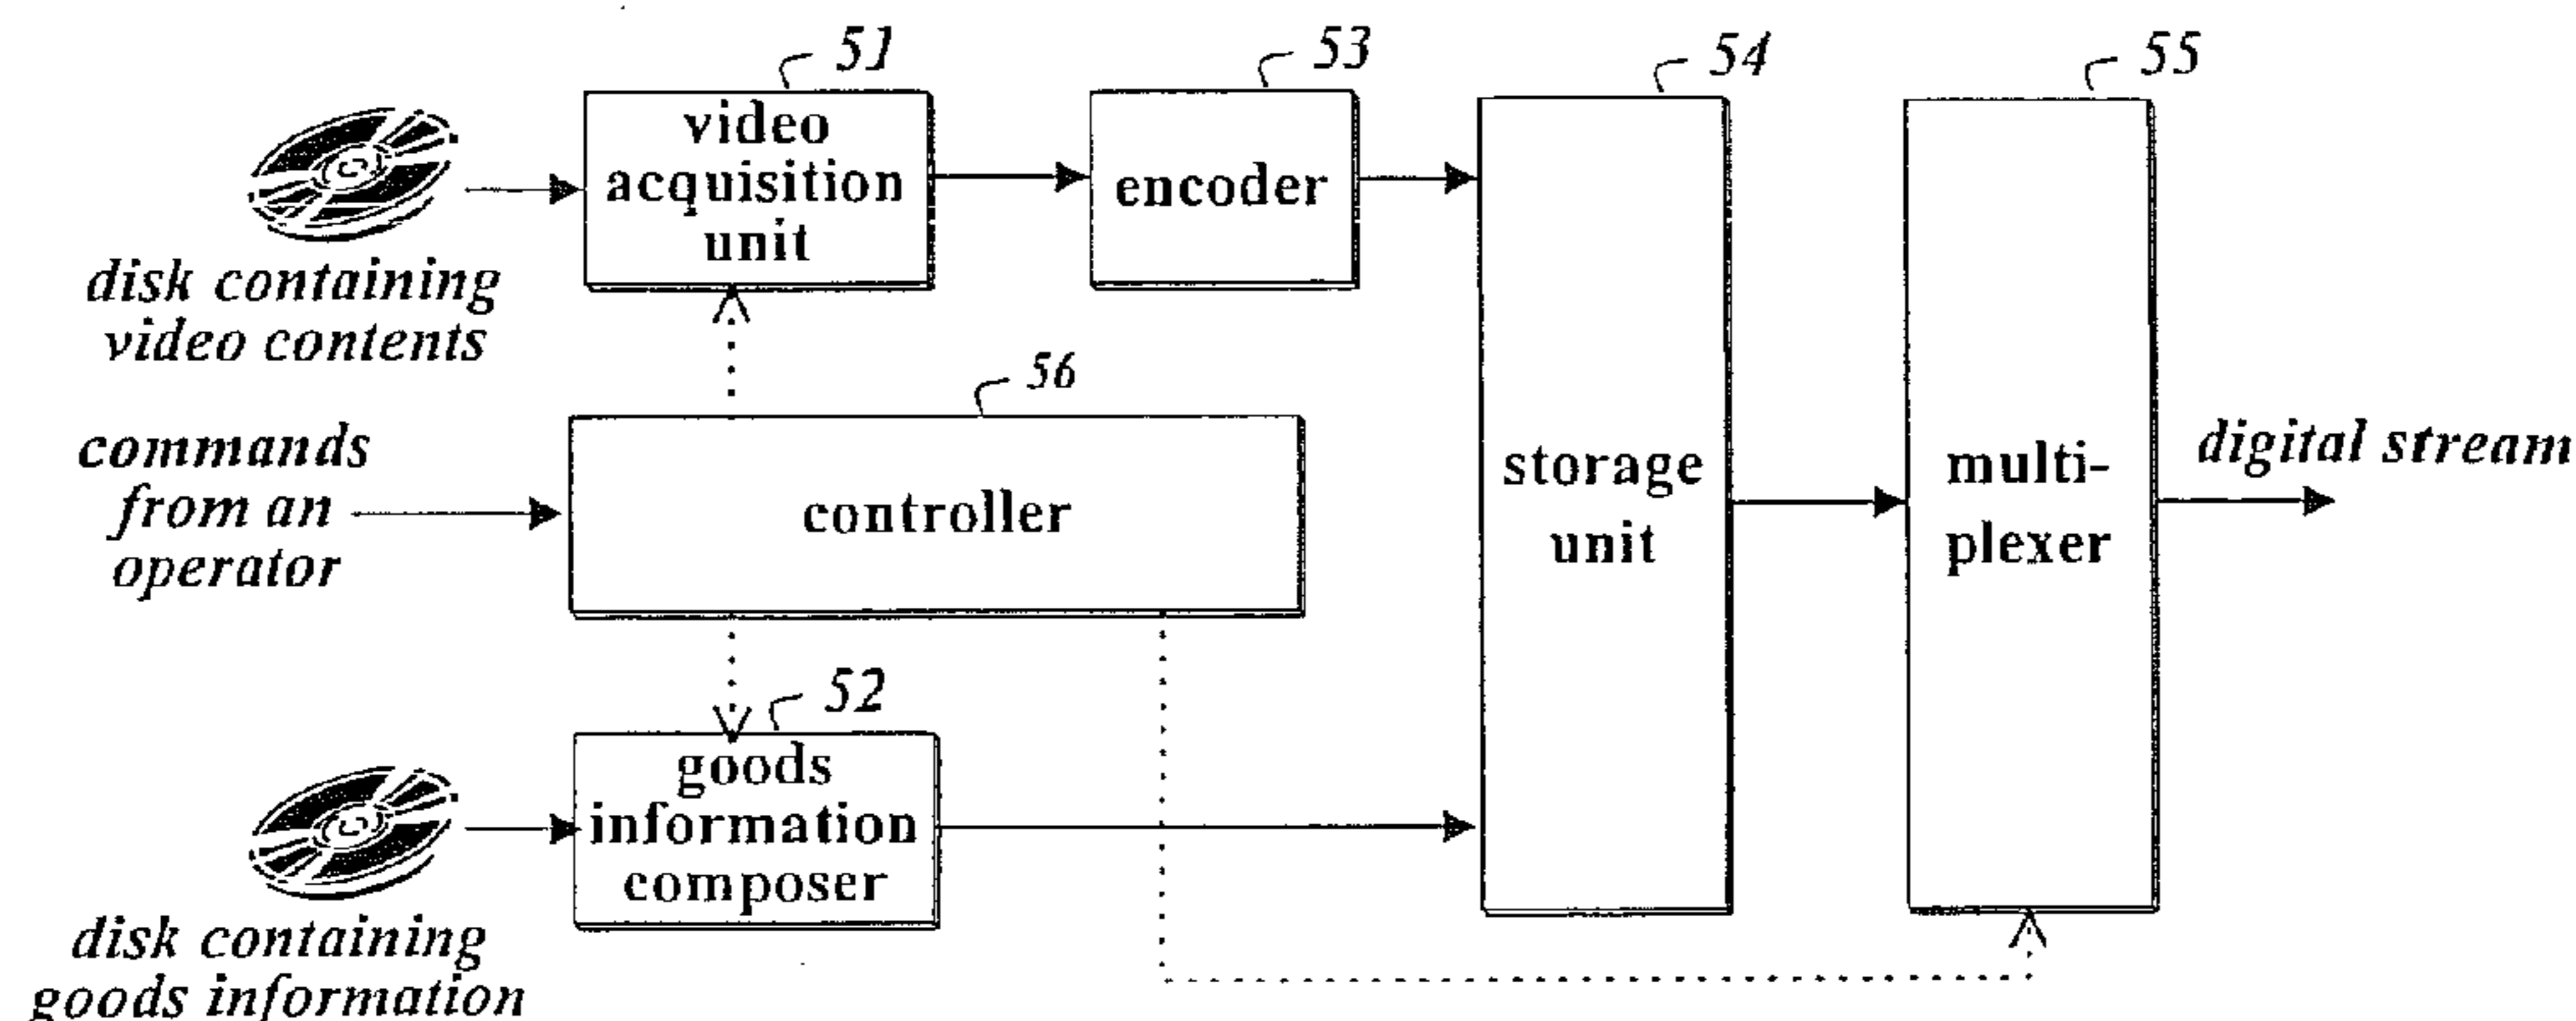 51
video
acquisition
unit
53
encoder
54
storage
unit
55
multi-
plexer
digital stream
disk containing
video contents
56
controller
commands
from an
operator
52
goods
information
composer
disk containing
goods information